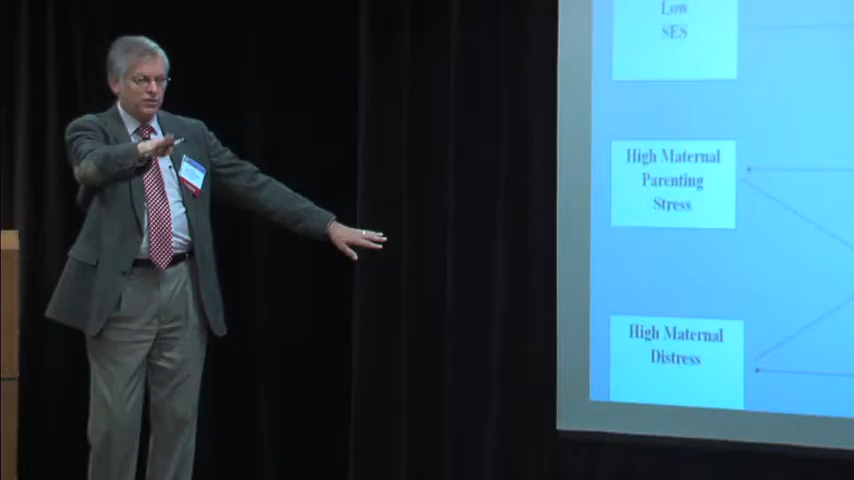 Low
SES
High Maternal
Parenting
Stress
High Maternal
Distress